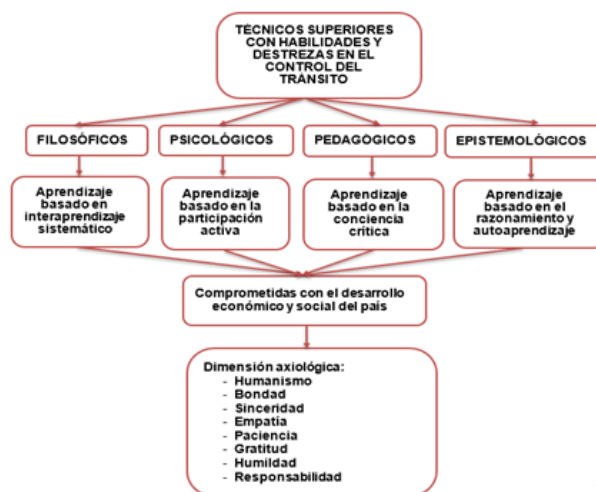 TÉCNICOS SUPERIORES
CON HABILIDADES Y
DESTREZAS EN EL
CONTROL DEL
TRÁNSITO
FILOSÓFICOS
PSICOLÓGICOS
PEDAGÓGICOS
EPISTEMOLÓGICOS
Aprendizaje
basado en
interaprendizaje
sistemático
Aprendizaje
basado en la
participación
activa
Aprendizaje
basado en la
conciencia
crítica
Aprendizaje
basado en el
razonamiento y
autoaprendizaje
Comprometidas con el desarrollo
económico y social del país
Dimensión axiológica:
- Humanismo
- Bondad
- Sinceridad
- Empatía
- Paciencia
- Gratitud
- Humildad
- Responsabilidad